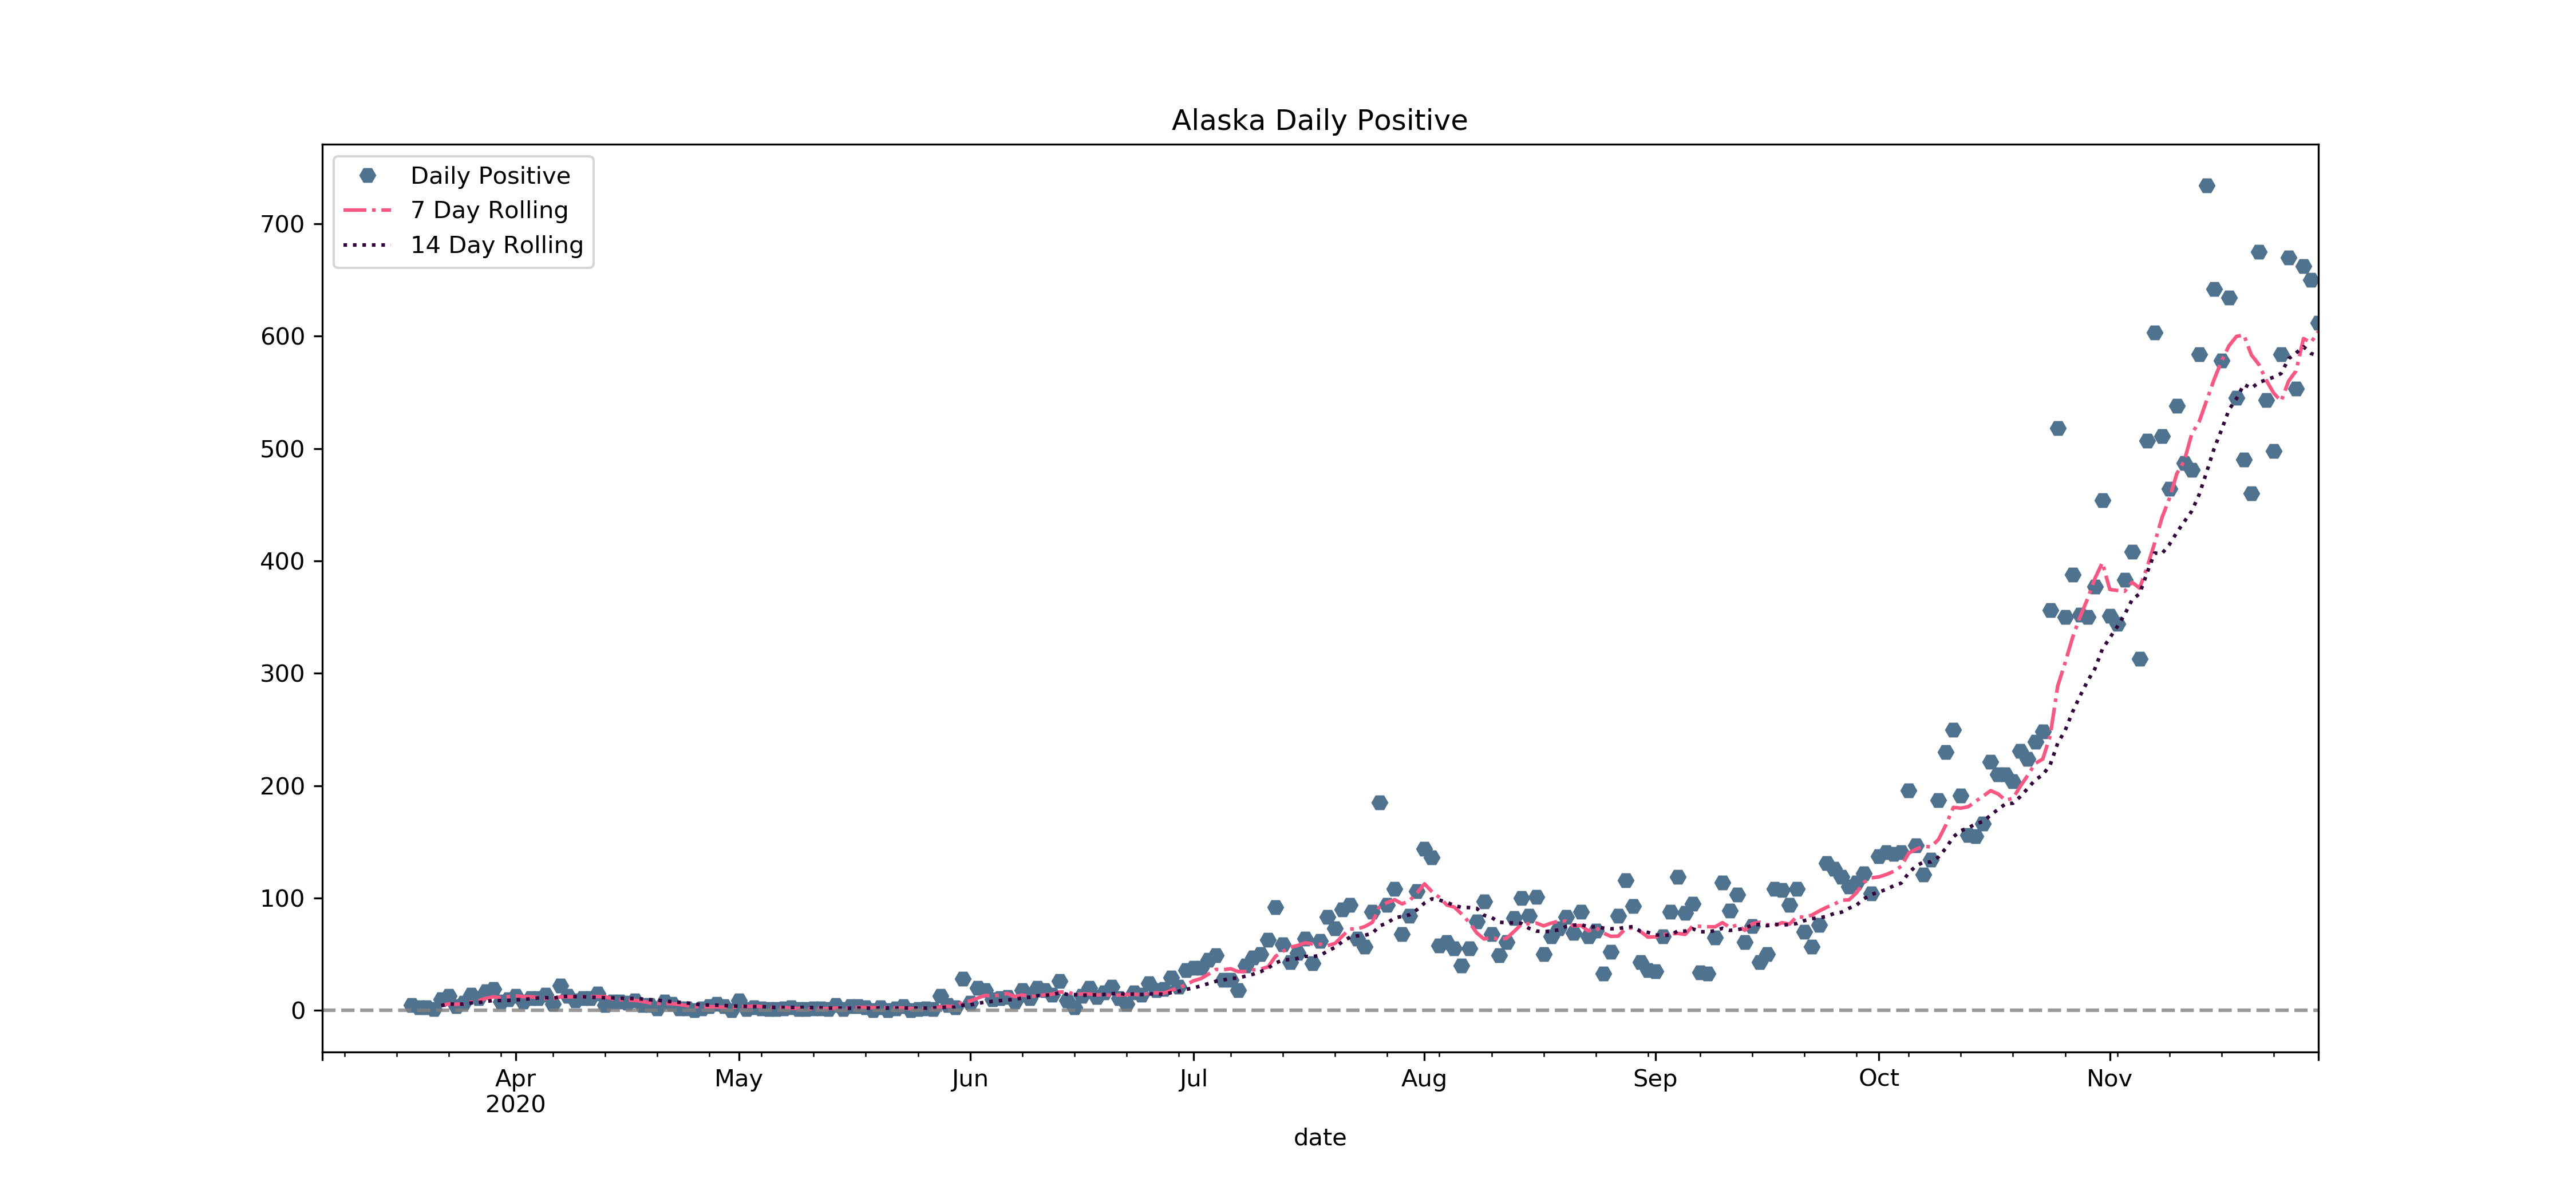 Alaska Daily Positive
Daily Positive
7 Day Rolling
14 Day Rolling
700
600
500
400
300
200
100
0
Apr May Jun Jul Aug Sep Oct Nov
2020
date